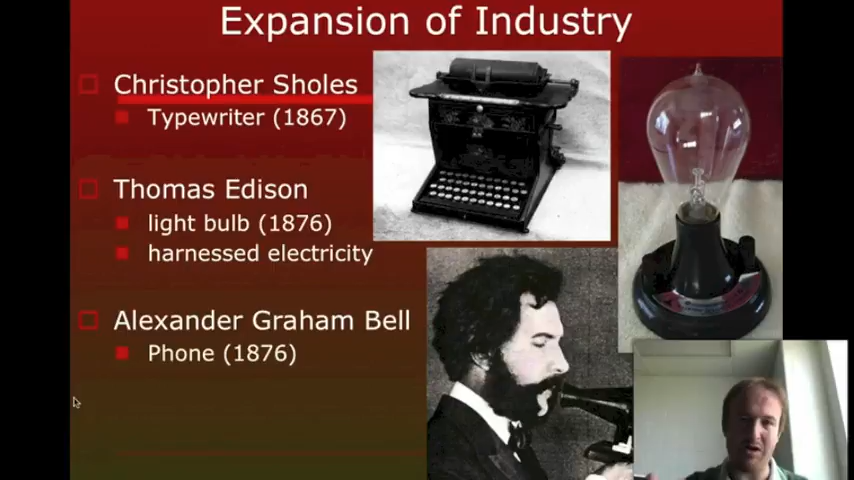 Expansion of Industry
Christopher Sholes
Typewriter (1867)
Thomas Edison
light bulb (1876)
harnessed electricity
Alexander Graham Bell
Phone (1876)